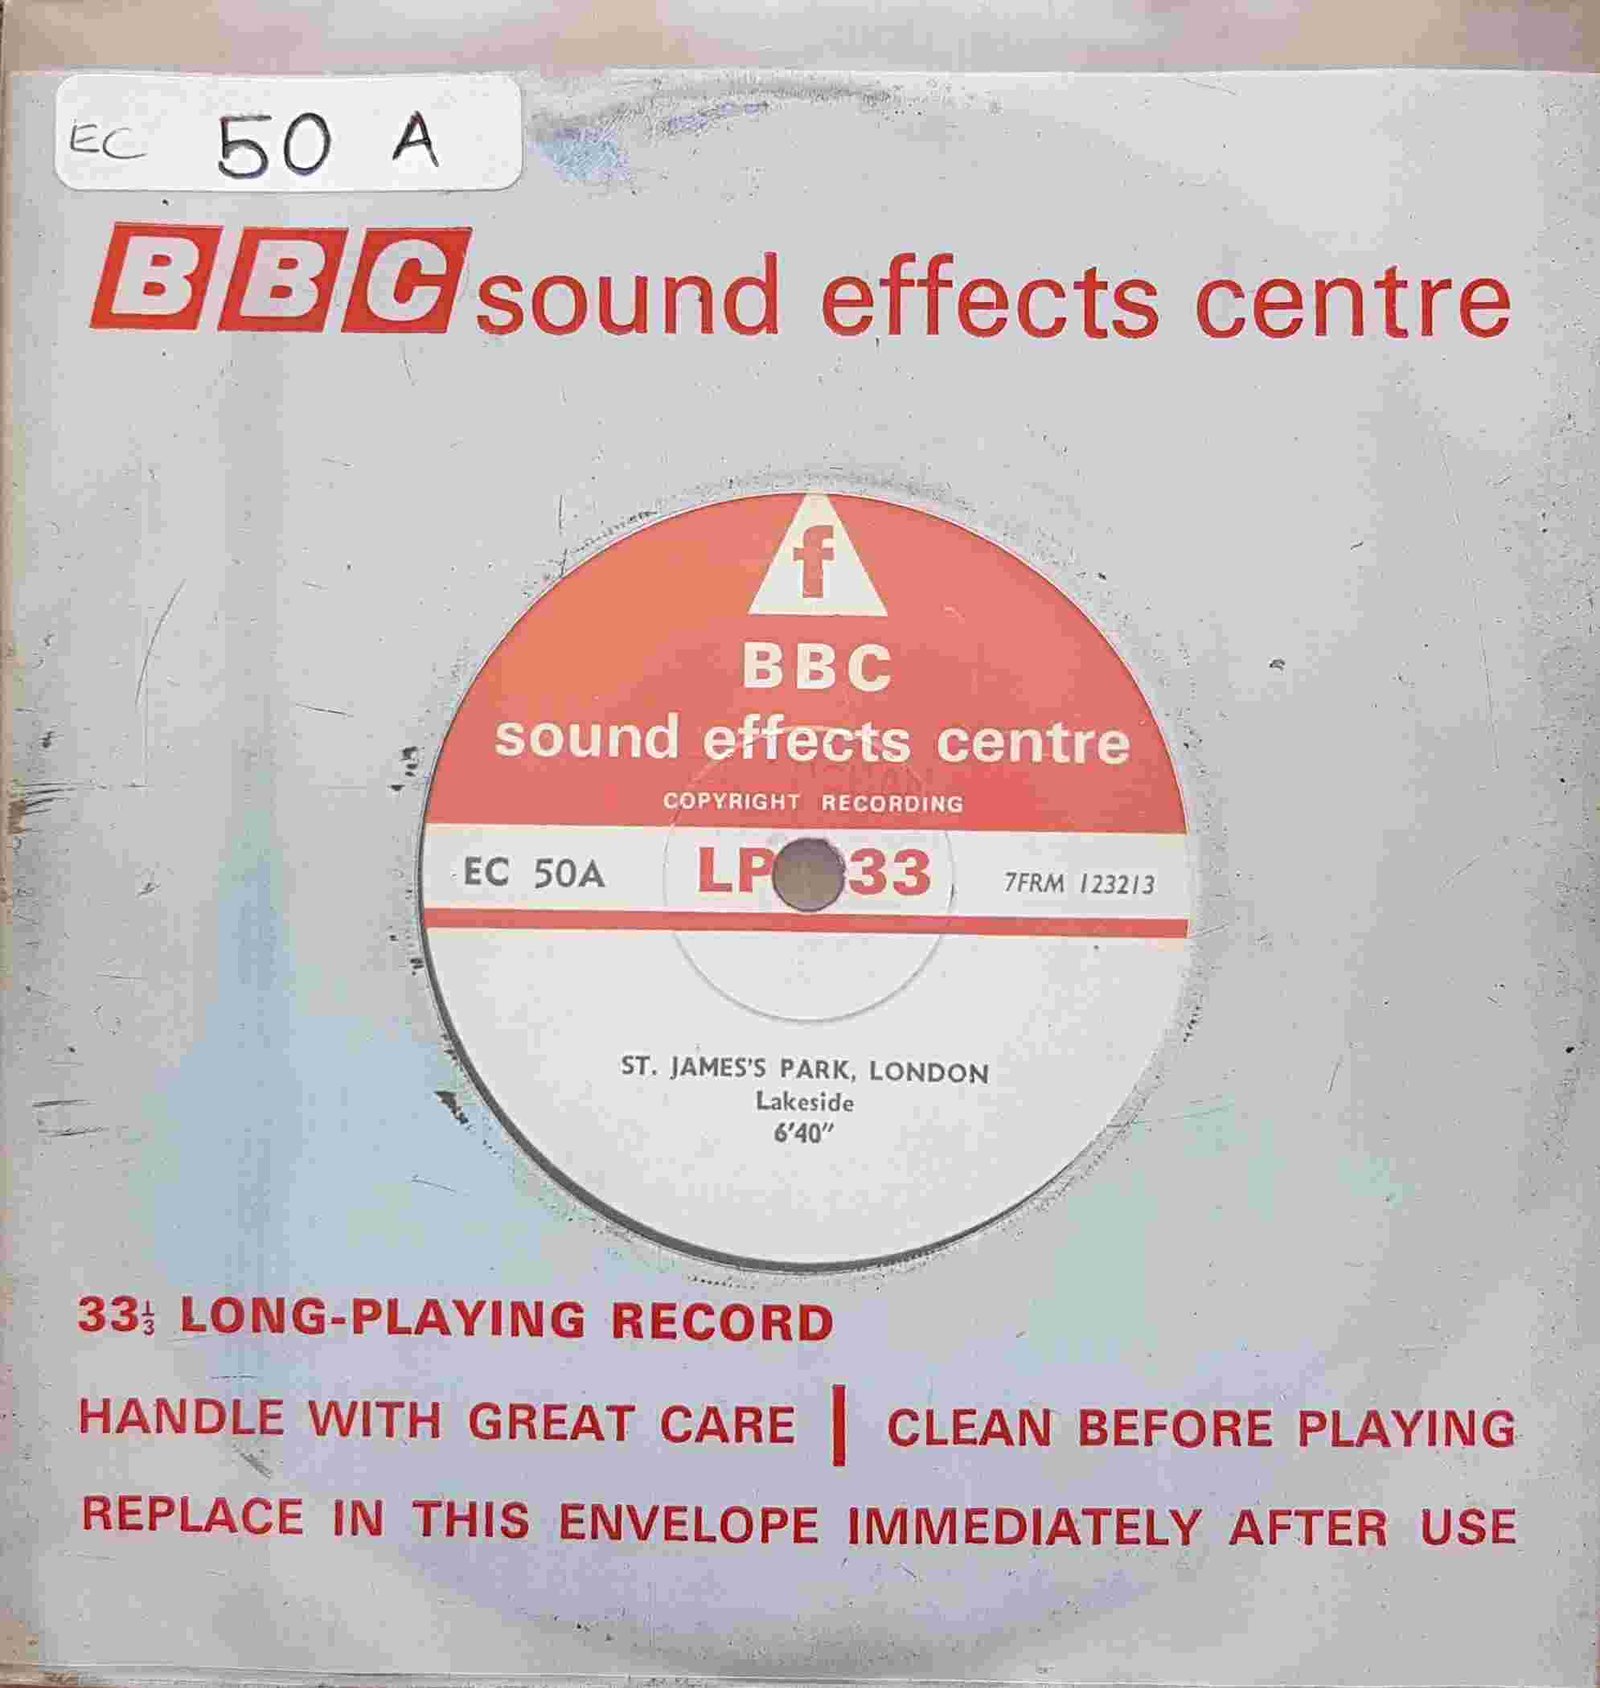 EC 50 A
BBC sound effects centre
f
BBC
sound effects centre
COPYRIGHT RECORDING
EC 50A LP 33 7FRM 123213
ST. JAMES'S PARK, LONDON
Lakeside
6'40"
33⅓ LONG-PLAYING RECORD
HANDLE WITH GREAT CARE | CLEAN BEFORE PLAYING
REPLACE IN THIS ENVELOPE IMMEDIATELY AFTER USE